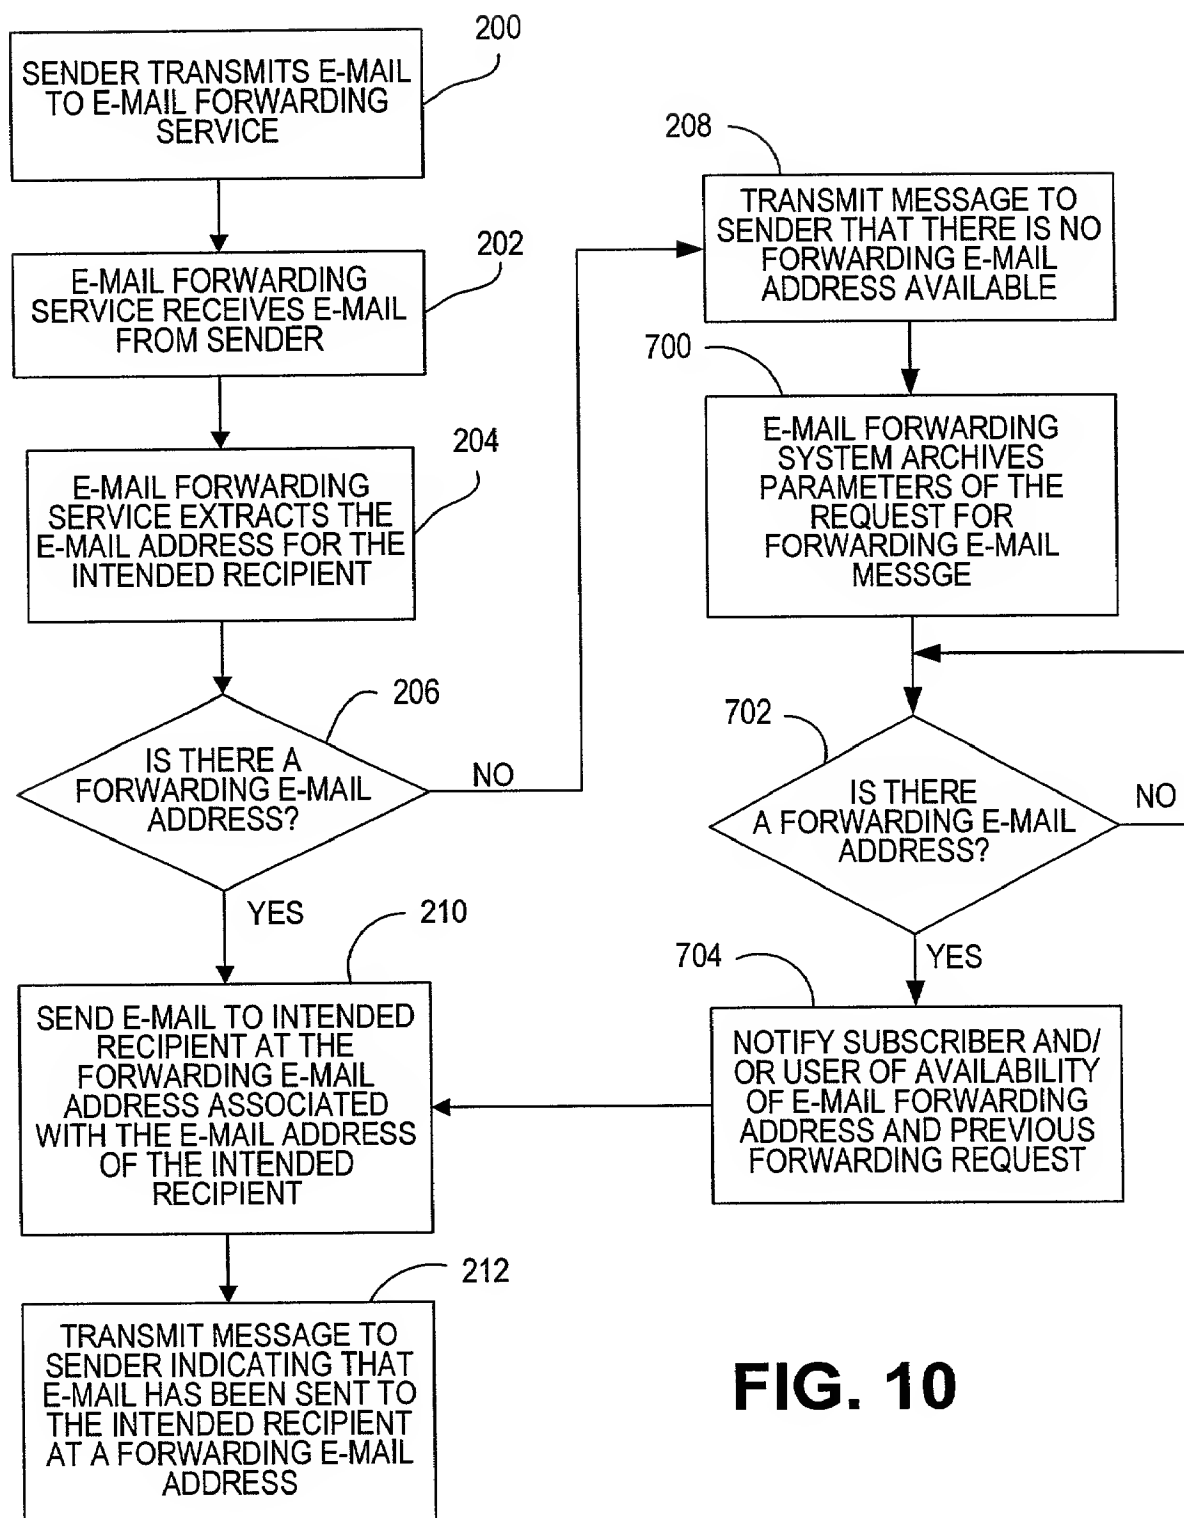 200
SENDER TRANSMITS E-MAIL
TO E-MAIL FORWARDING
SERVICE
202
E-MAIL FORWARDING
SERVICE RECEIVES E-MAIL
FROM SENDER
204
E-MAIL FORWARDING
SERVICE EXTRACTS THE
E-MAIL ADDRESS FOR THE
INTENDED RECIPIENT
206
IS THERE A
FORWARDING E-MAIL
ADDRESS?
NO
YES
208
TRANSMIT MESSAGE TO
SENDER THAT THERE IS NO
FORWARDING E-MAIL
ADDRESS AVAILABLE
700
E-MAIL FORWARDING
SYSTEM ARCHIVES
PARAMETERS OF THE
REQUEST FOR
FORWARDING E-MAIL
MESSGE
702
IS THERE
A FORWARDING E-MAIL
ADDRESS?
NO
YES
704
NOTIFY SUBSCRIBER AND/
OR USER OF AVAILABILITY
OF E-MAIL FORWARDING
ADDRESS AND PREVIOUS
FORWARDING REQUEST
210
SEND E-MAIL TO INTENDED
RECIPIENT AT THE
FORWARDING E-MAIL
ADDRESS ASSOCIATED
WITH THE E-MAIL ADDRESS
OF THE INTENDED
RECIPIENT
212
TRANSMIT MESSAGE TO
SENDER INDICATING THAT
E-MAIL HAS BEEN SENT TO
THE INTENDED RECIPIENT
AT A FORWARDING E-MAIL
ADDRESS
FIG. 10